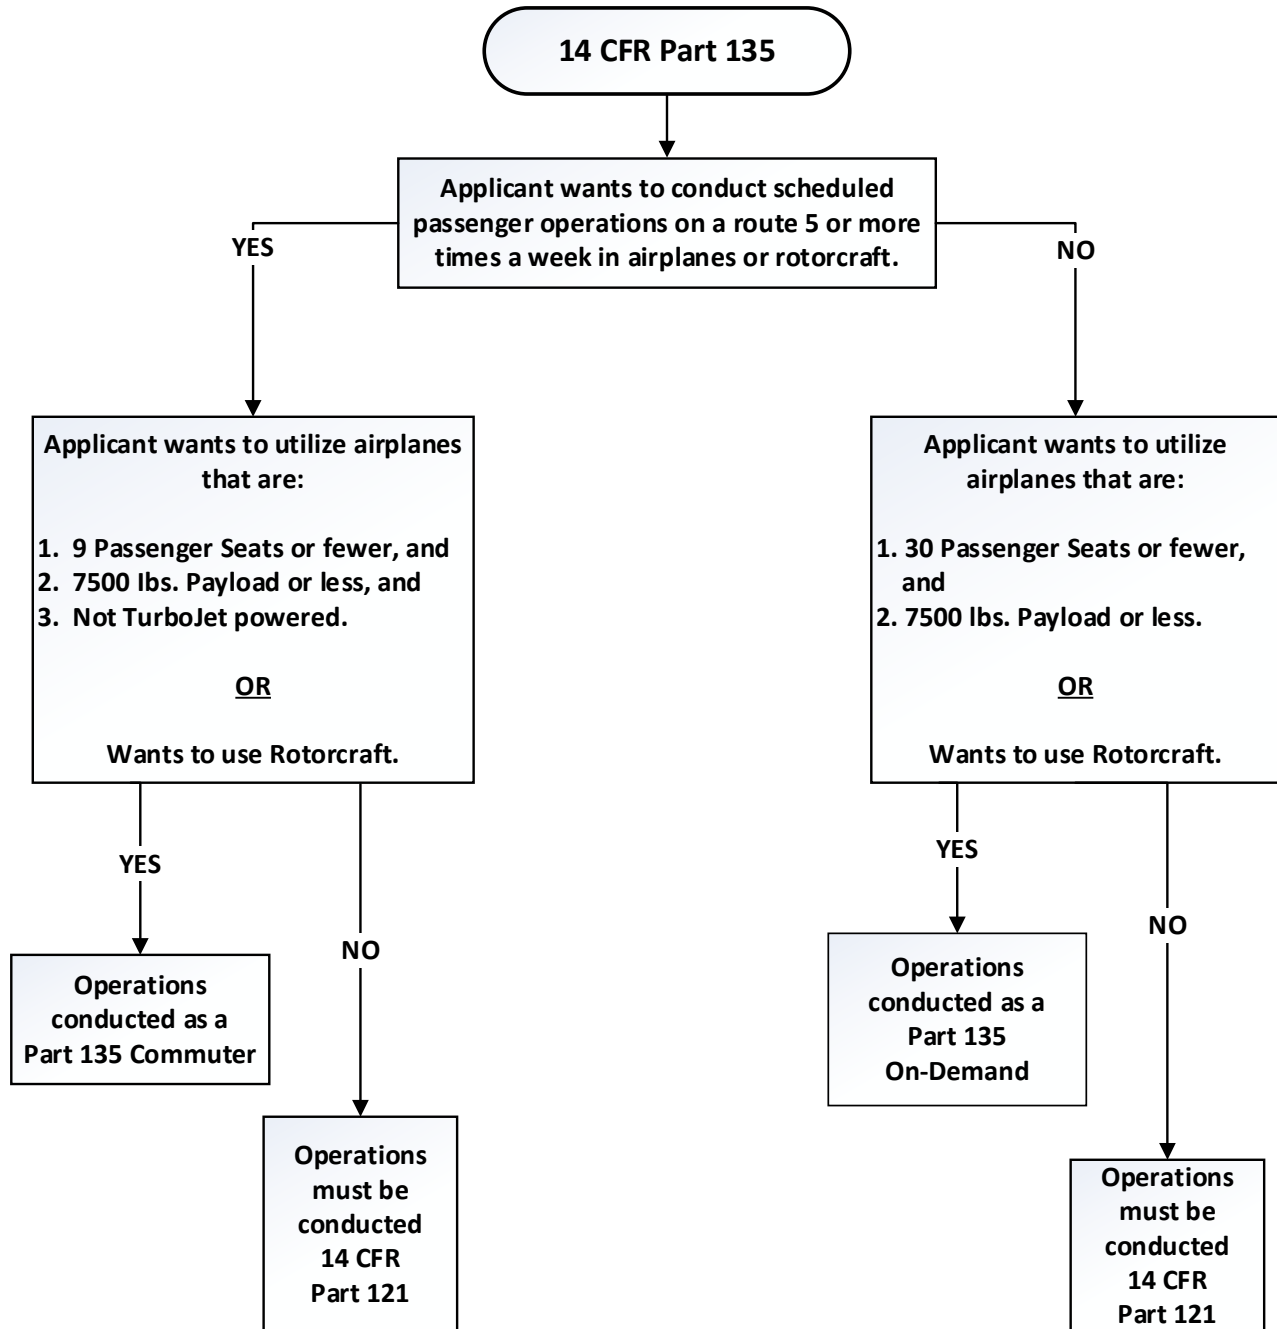 14 CFR Part 135
Applicant wants to conduct scheduled
passenger operations on a route 5 or more
times a week in airplanes or rotorcraft.
YES
NO
Applicant wants to utilize airplanes
that are:
1. 9 Passenger Seats or fewer, and
2. 7500 Ibs. Payload or less, and
3. Not TurboJet powered.
OR
Wants to use Rotorcraft.
Applicant wants to utilize
airplanes that are:
1. 30 Passenger Seats or fewer,
and
2. 7500 lbs. Payload or less.
OR
Wants to use Rotorcraft.
YES
NO
YES
NO
Operations
conducted as a
Part 135 Commuter
Operations
must be
conducted
14 CFR
Part 121
Operations
conducted as a
Part 135
On-Demand
Operations
must be
conducted
14 CFR
Part 121